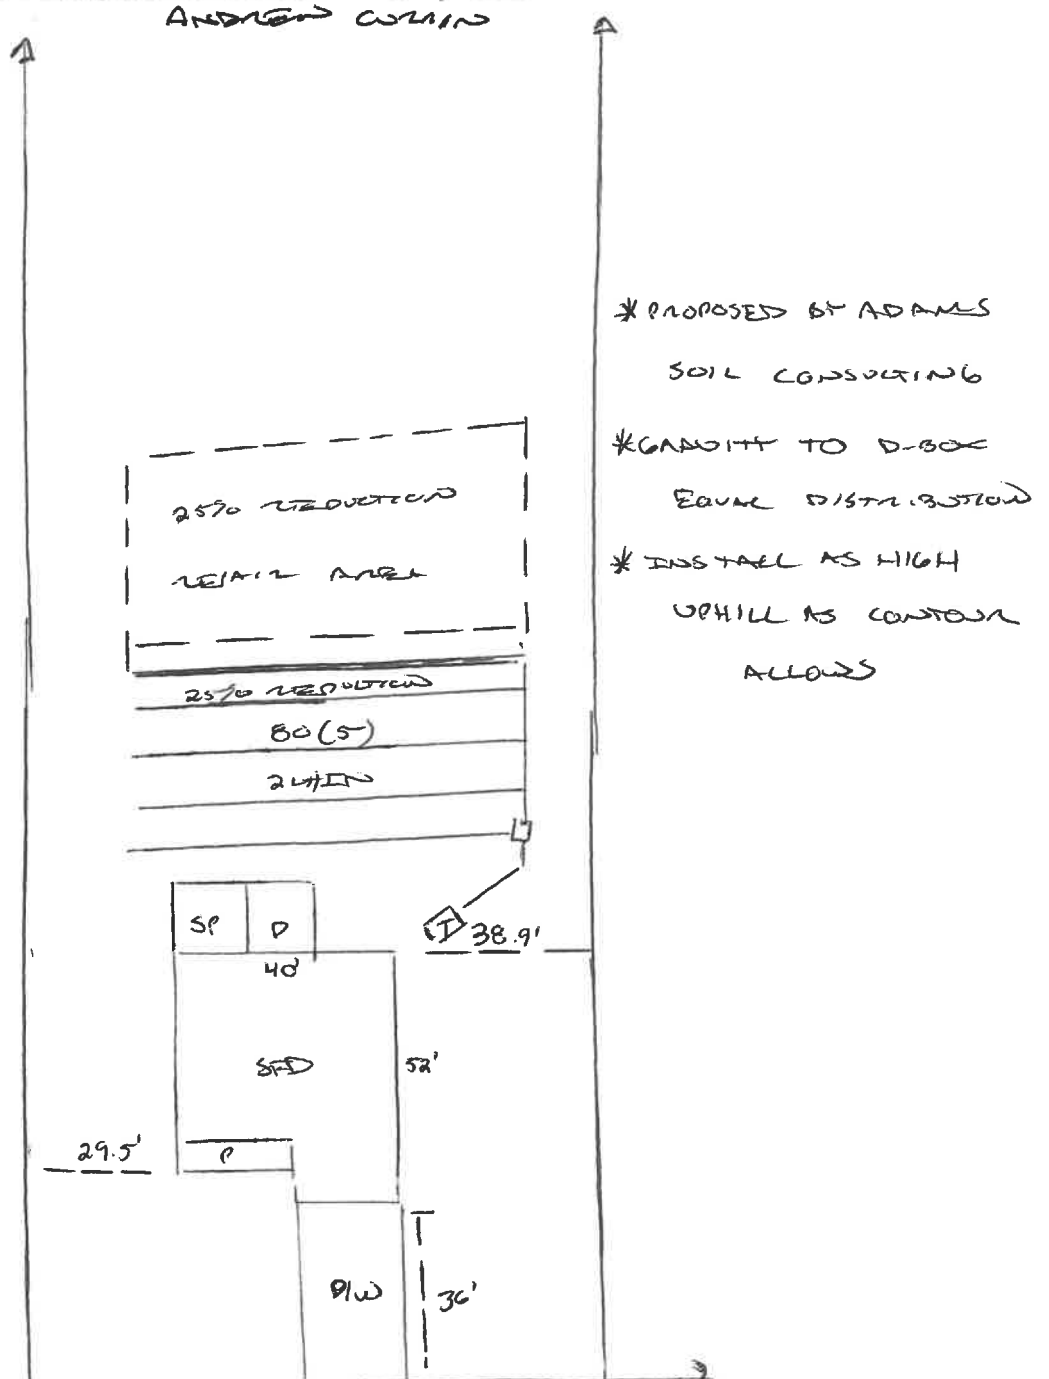 ANDREW CURRIN
* PROPOSED BY ADAMS
SOIL CONSULTING
* GRAVITY TO D-BOX
EQUAL DISTRIBUTION
* INSTALL AS HIGH
UPHILL AS CONTOUR
ALLOWS
25% REDUCTION
REPAIR AREA
25% REDUCTION
80(5)
SP
D
T
38.9'
40'
SFD
52'
29.5'
P
D/W
36'